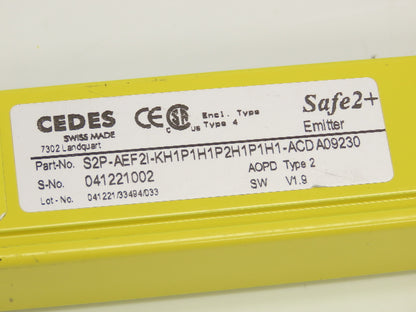 CEDES
SWISS MADE
7302 Landquart
CE
C US
Encl. Type
Type 4
Safe2+
Emitter
Part-No. S2P-AEF2I-KH1P1H1P2H1P1H1-ACD A09230
S-No. 041221002
AOPD Type 2
Lot-No. 041221/33494/033
SW V1.9